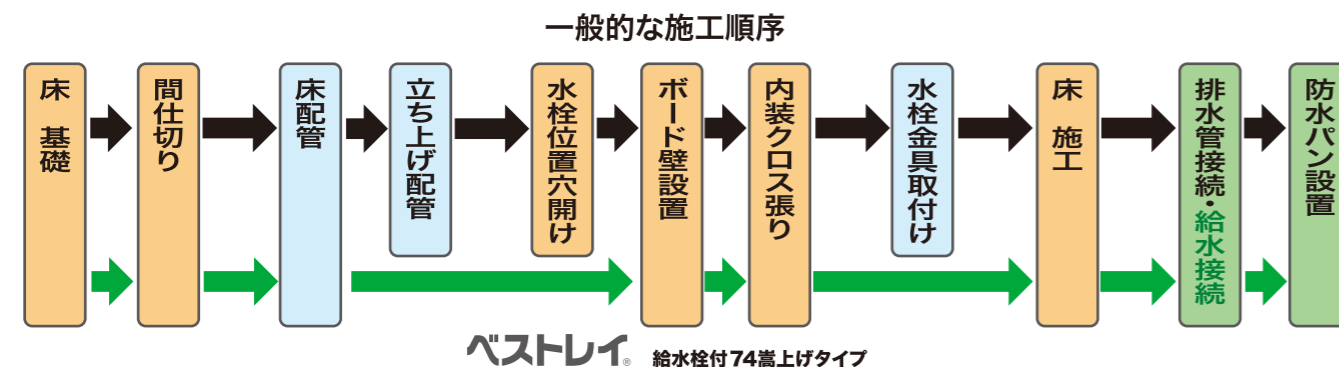 一般的な施工順序
床 基礎
間仕切り
床配管
立ち上げ配管
水栓位置穴開け
ボード壁設置
内装クロス張り
水栓金具取付け
床 施工
排水管接続・給水接続
防水パン設置
ベストレイ® 給水栓付74嵩上げタイプ